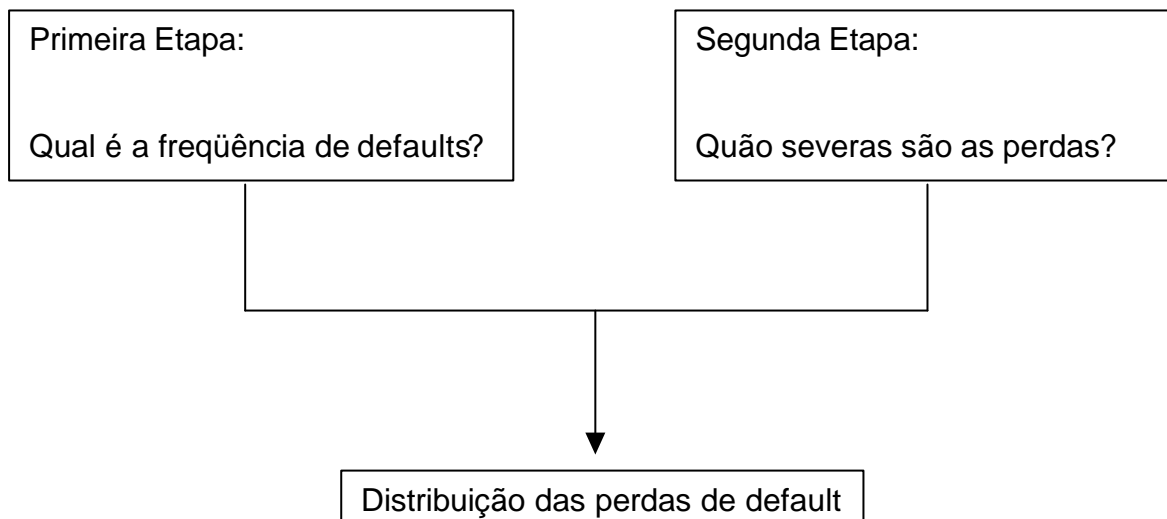 Primeira Etapa:
Qual é a freqüência de defaults?
Segunda Etapa:
Quão severas são as perdas?
Distribuição das perdas de default